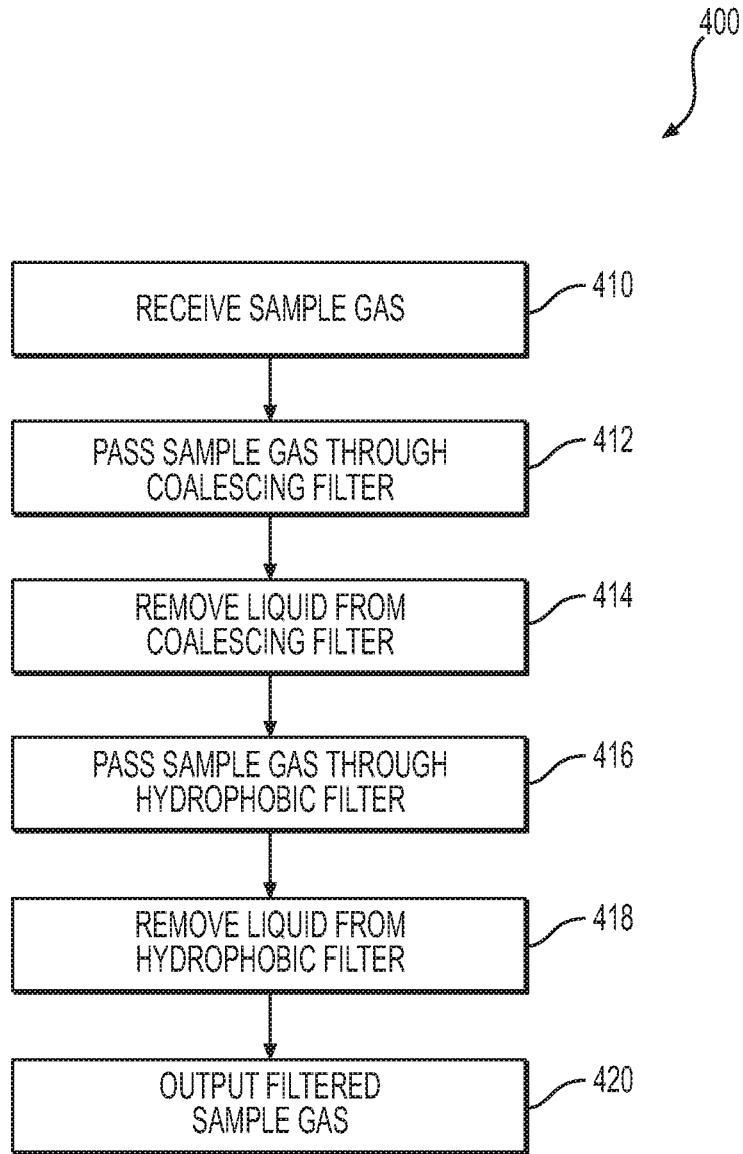 400
RECEIVE SAMPLE GAS
410
PASS SAMPLE GAS THROUGH
COALESCING FILTER
412
REMOVE LIQUID FROM
COALESCING FILTER
414
PASS SAMPLE GAS THROUGH
HYDROPHOBIC FILTER
416
REMOVE LIQUID FROM
HYDROPHOBIC FILTER
418
OUTPUT FILTERED
SAMPLE GAS
420